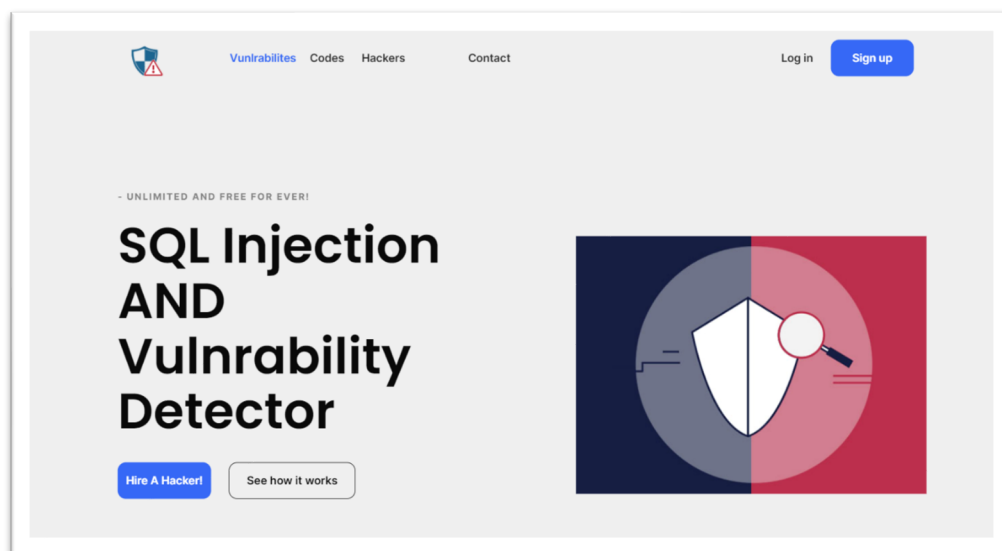 Vunlrabilites Codes Hackers Contact Log in Sign up
- UNLIMITED AND FREE FOR EVER!
SQL Injection
AND
Vulnrability
Detector
Hire A Hacker! See how it works